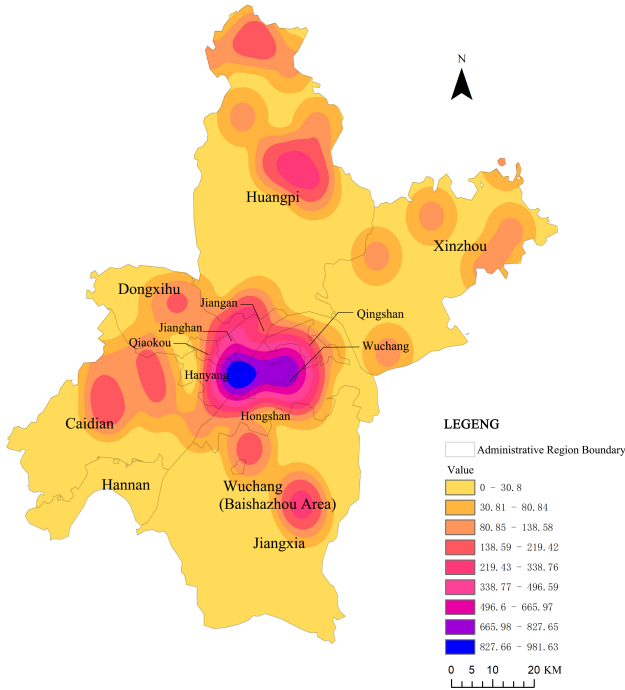 N
Huangpi
Xinzhou
Dongxihu
Jiangan
Qingshan
Jianghan
Qiaokou
Wuchang
Hanyang
Hongshan
Caidian
Hannan
Wuchang
(Baishazhou Area)
Jiangxia
LEGENG
Administrative Region Boundary
Value
0 - 30.8
30.81 - 80.84
80.85 - 138.58
138.59 - 219.42
219.43 - 338.76
338.77 - 496.59
496.6 - 665.97
665.98 - 827.65
827.66 - 981.63
0 5 10 20 KM